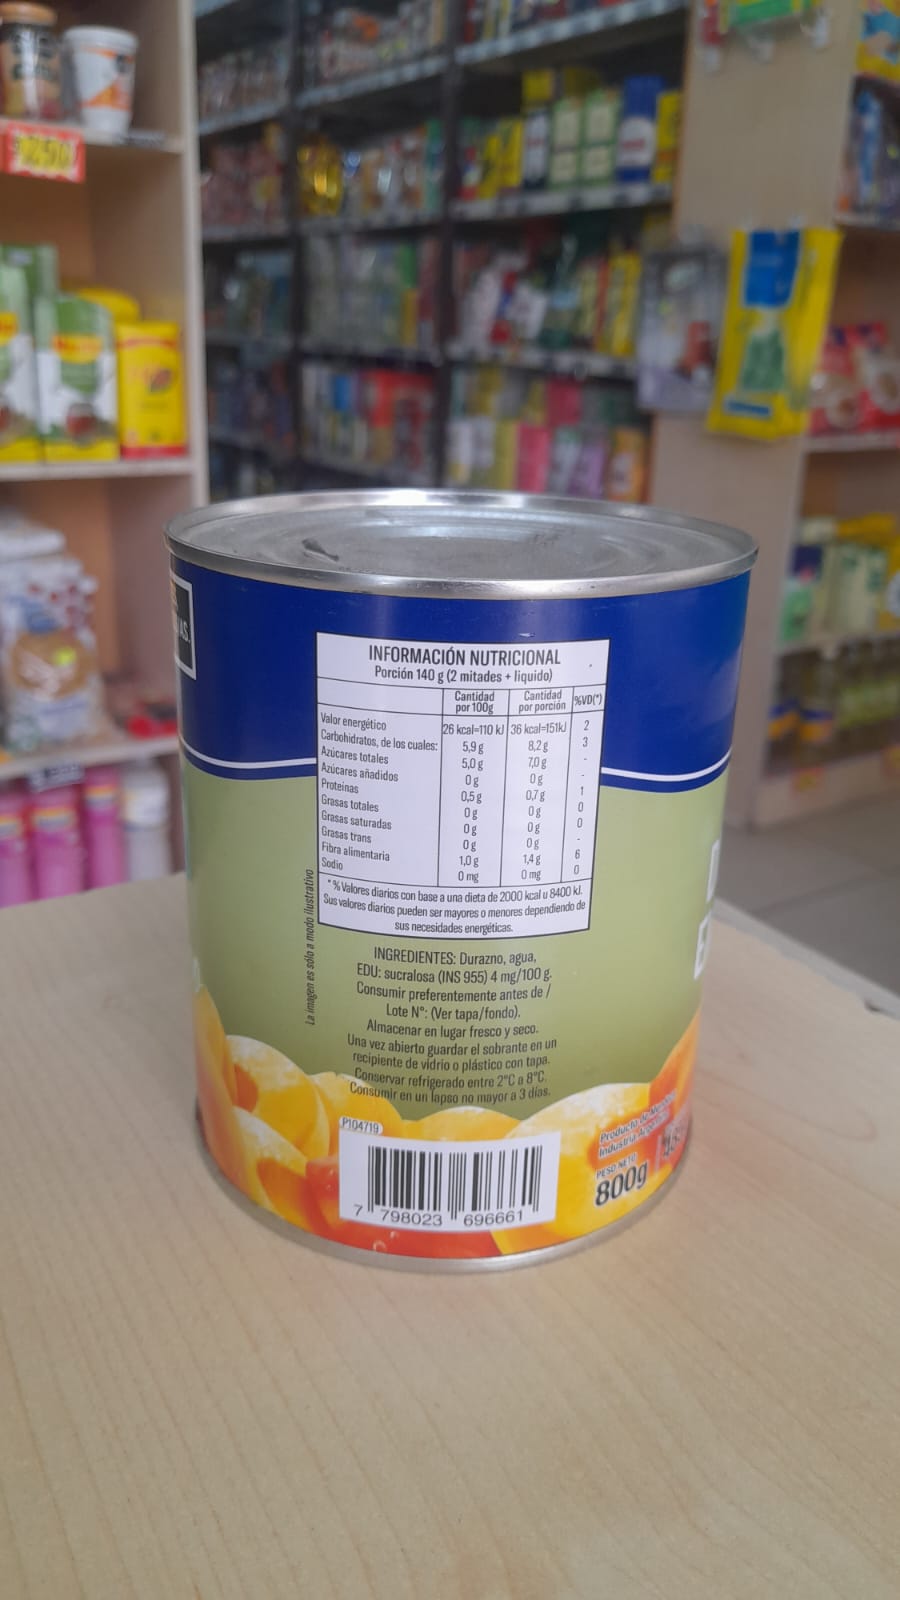 AS.
INFORMACIÓN NUTRICIONAL
Porción 140 g (2 mitades + liquido)
Cantidad por 100g Cantidad por porción %VD(*)
Valor energético 26 kcal=110 kJ 36 kcal=151kJ 2
Carbohidratos, de los cuales: 5,9 g 8,2 g 3
Azúcares totales 5,0 g 7,0 g -
Azúcares añadidos 0 g 0 g -
Proteinas 0,5 g 0,7 g 1
Grasas totales 0 g 0 g 0
Grasas saturadas 0 g 0 g 0
Grasas trans 0 g 0 g -
Fibra alimentaria 1,0 g 1,4 g 6
Sodio 0 mg 0 mg 0
*% Valores diarios con base a una dieta de 2000 kcal u 8400 kJ.
Sus valores diarios pueden ser mayores o menores dependiendo de
sus necesidades energéticas.
La imagen es sólo a modo ilustrativo
INGREDIENTES: Durazno, agua,
EDU: sucralosa (INS 955) 4 mg/100 g.
Consumir preferentemente antes de /
Lote N°: (Ver tapa/fondo).
Almacenar en lugar fresco y seco.
Una vez abierto guardar el sobrante en un
recipiente de vidrio o plástico con tapa.
Conservar refrigerado entre 2°C a 8°C.
Consumir en un lapso no mayor a 3 días.
P104719
7 798023 696661
Producto de
Industria
PESO NETO
800g